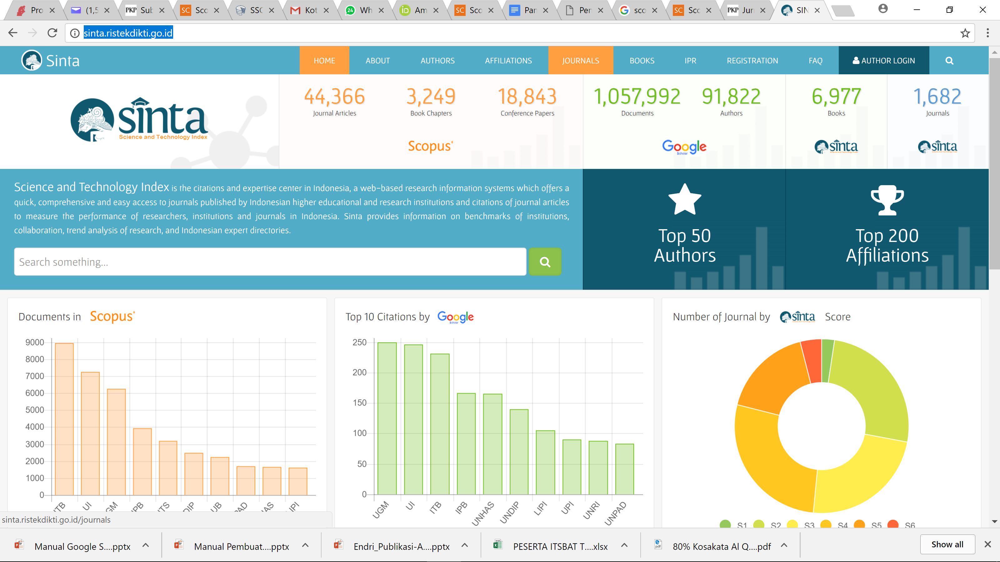 Pro
(1,5
PKP Sub
SC Sco
SSC
Kot
24 Wh
iD Am
SC Sco
Pan
Per
G sco
SC Sco
PKP Jur
SIN
sinta.ristekdikti.go.id
Sinta
HOME ABOUT AUTHORS AFFILIATIONS JOURNALS BOOKS IPR REGISTRATION FAQ AUTHOR LOGIN
sinta
Science and Technology Index
44,366 3,249 18,843 1,057,992 91,822 6,977 1,682
Journal Articles Book Chapters Conference Papers Documents Authors Books Journals
Scopus Google Scholar sinta sinta
Science and Technology Index is the citations and expertise center in Indonesia, a web-based research information systems which offers a
quick, comprehensive and easy access to journals published by Indonesian higher educational and research institutions and citations of journal articles
to measure the performance of researchers, institutions and journals in Indonesia. Sinta provides information on benchmarks of institutions,
collaboration, trend analysis of research, and Indonesian expert directories.
Search something...
Top 50
Authors
Top 200
Affiliations
Documents in Scopus
9000
8000
7000
6000
5000
4000
3000
2000
1000
0
ITB UI GM IPB ITS DIP UB PAD AS LIPI
Top 10 Citations by Google Scholar
250
200
150
100
50
0
UGM UI ITB IPB UNHAS UNDIP LIPI UPI UNRI UNPAD
Number of Journal by sinta Score
S1 S2 S3 S4 S5 S6
sinta.ristekdikti.go.id/journals
Manual Google S....pptx
Manual Pembuat....pptx
Endri_Publikasi-A....pptx
PESERTA ITSBAT T....xlsx
80% Kosakata Al Q....pdf
Show all